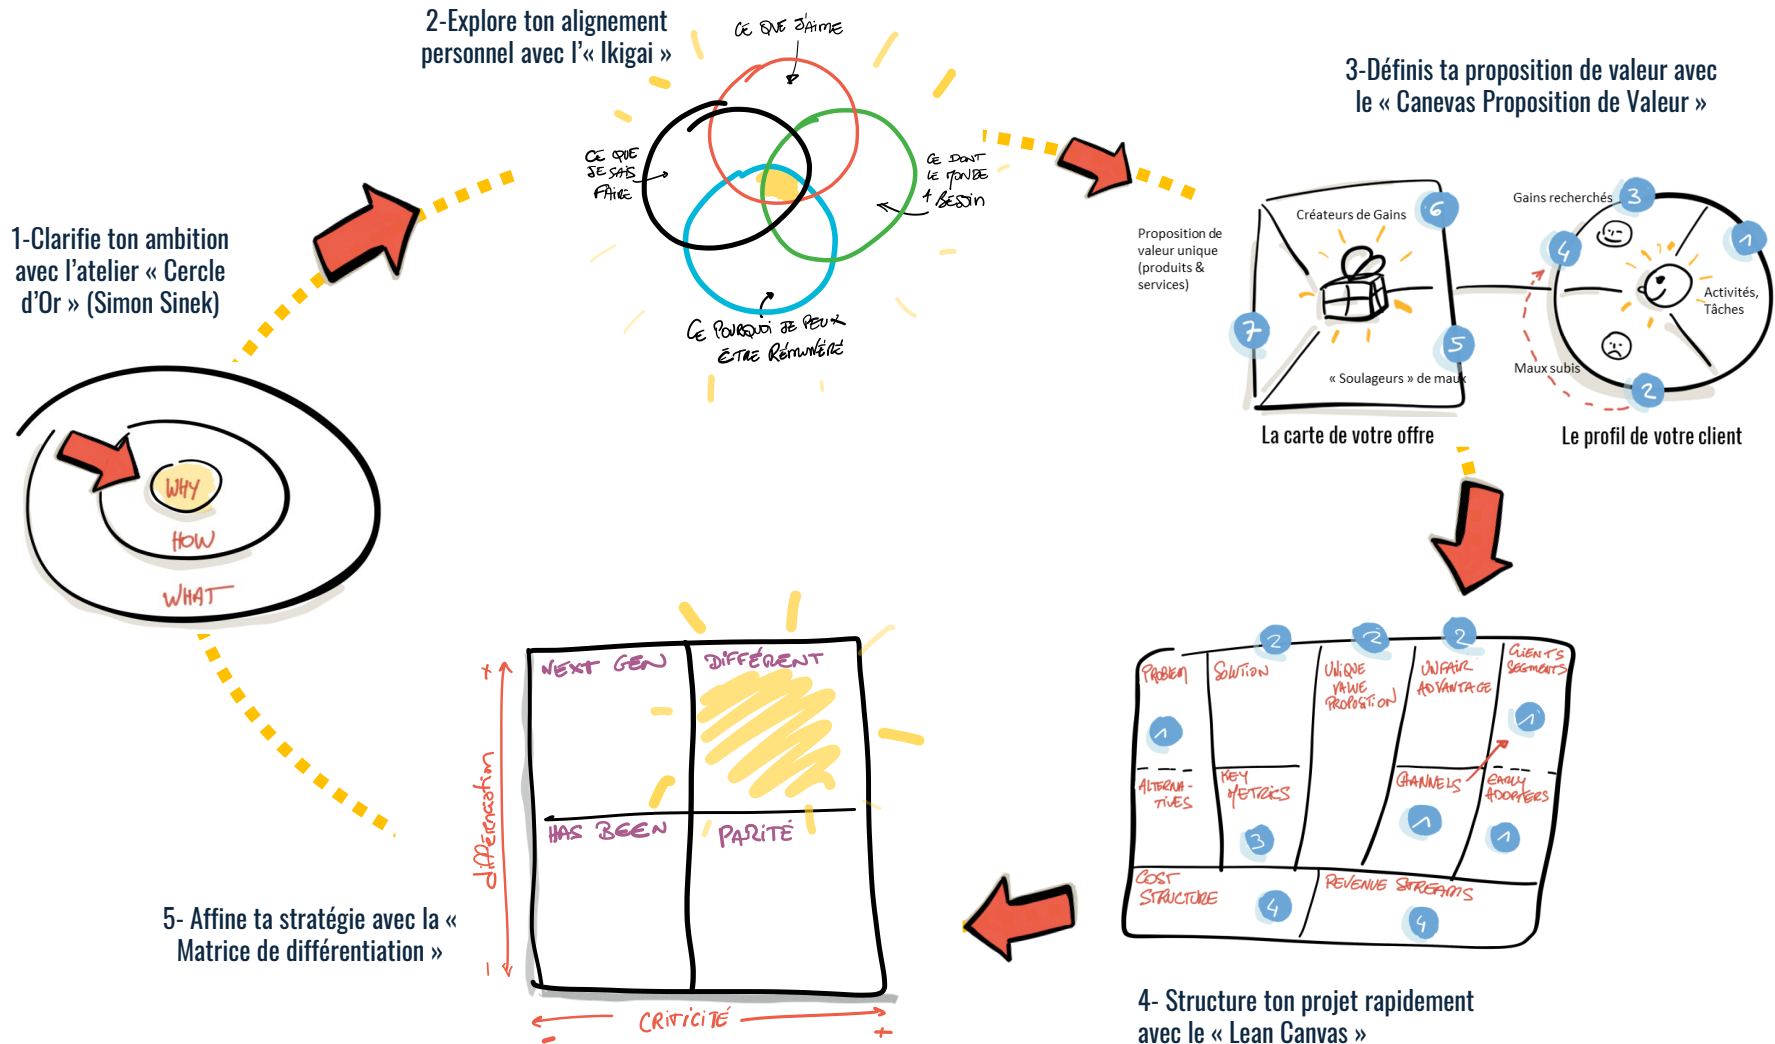 2-Explore ton alignement
personnel avec l'« Ikigai »
CE QUE J'AIME
CE QUE
JE SAIS
FAIRE
CE DONT
LE MONDE
A BESOIN
CE POURQUOI JE PEUX
ÊTRE RÉMUNÉRÉ
3-Définis ta proposition de valeur avec
le « Canevas Proposition de Valeur »
Proposition de
valeur unique
(produits &
services)
Créateurs de Gains
6
7
5
« Soulageurs » de maux
La carte de votre offre
Gains recherchés
3
4
1
Activités,
Tâches
Maux subis
2
Le profil de votre client
1-Clarifie ton ambition
avec l'atelier « Cercle
d'Or » (Simon Sinek)
WHY
HOW
WHAT
2
2
2
PROBLEM
1
ALTERNA-
TIVES
SOLUTION
KEY
METRICS
3
UNIQUE
VALUE
PROPOSITION
UNFAIR
ADVANTAGE
CHANNELS
1
CLIENTS
SEGMENTS
1
EARLY
ADOPTERS
1
COST
STRUCTURE
4
REVENUE STREAMS
4
4- Structure ton projet rapidement
avec le « Lean Canvas »
5- Affine ta stratégie avec la «
Matrice de différentiation »
+
différenciation
-
NEXT GEN
DIFFÉRENT
HAS BEEN
PARITÉ
-
CRITICITÉ
+